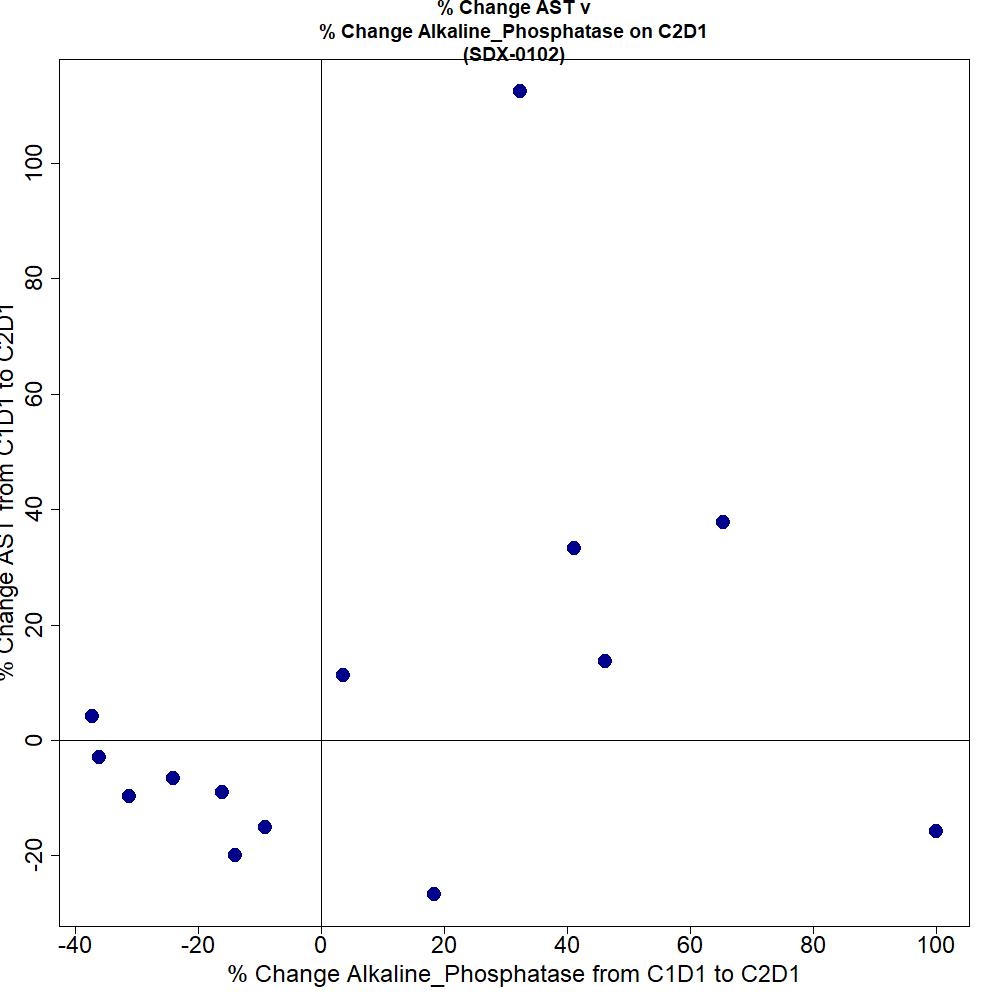 % Change AST v
% Change Alkaline_Phosphatase on C2D1
(SDX-0102)
% Change AST from C1D1 to C2D1
100
80
60
40
20
0
-20
-40 -20 0 20 40 60 80 100
% Change Alkaline_Phosphatase from C1D1 to C2D1